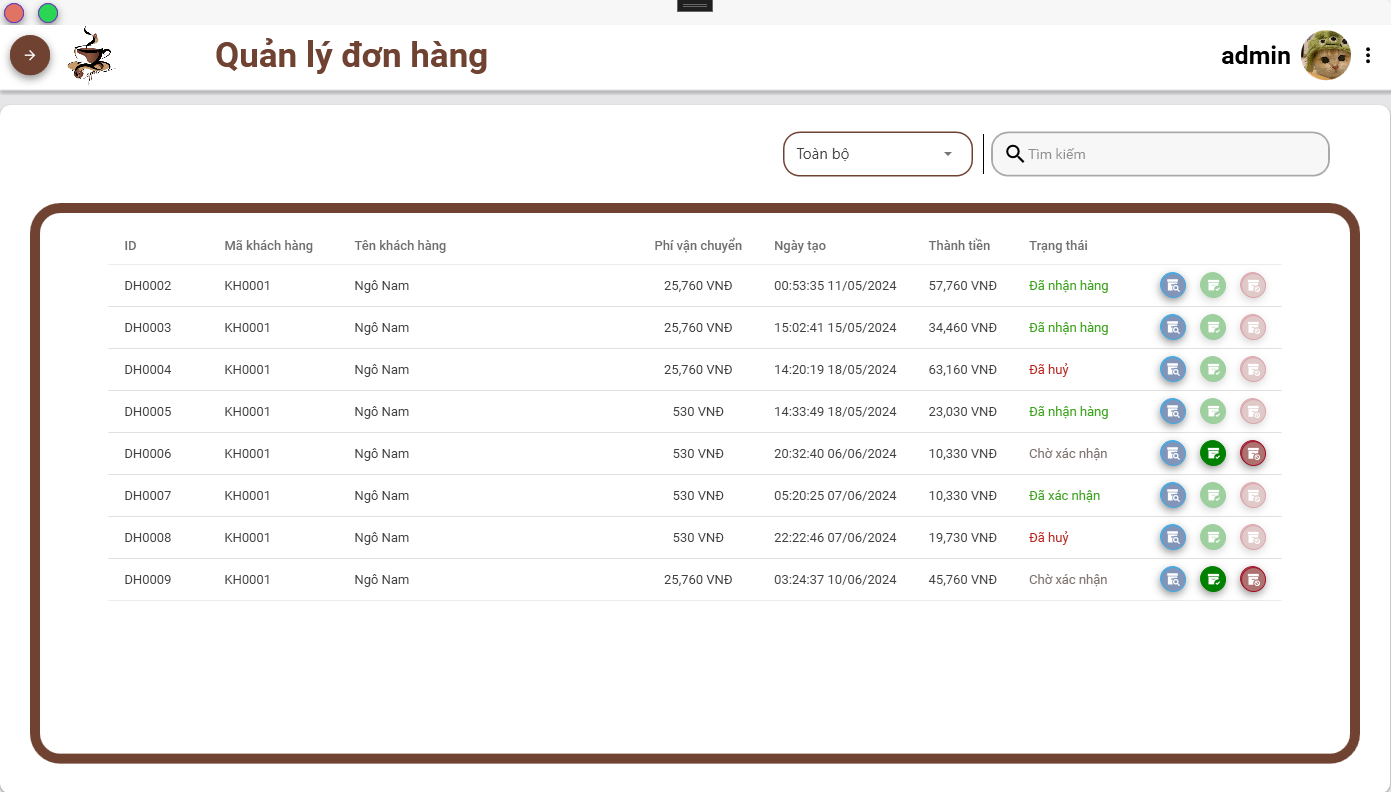 Quản lý đơn hàng
admin
Toàn bộ
Tìm kiếm
ID Mã khách hàng Tên khách hàng Phí vận chuyển Ngày tạo Thành tiền Trạng thái
DH0002 KH0001 Ngô Nam 25,760 VNĐ 00:53:35 11/05/2024 57,760 VNĐ Đã nhận hàng
DH0003 KH0001 Ngô Nam 25,760 VNĐ 15:02:41 15/05/2024 34,460 VNĐ Đã nhận hàng
DH0004 KH0001 Ngô Nam 25,760 VNĐ 14:20:19 18/05/2024 63,160 VNĐ Đã huỷ
DH0005 KH0001 Ngô Nam 530 VNĐ 14:33:49 18/05/2024 23,030 VNĐ Đã nhận hàng
DH0006 KH0001 Ngô Nam 530 VNĐ 20:32:40 06/06/2024 10,330 VNĐ Chờ xác nhận
DH0007 KH0001 Ngô Nam 530 VNĐ 05:20:25 07/06/2024 10,330 VNĐ Đã xác nhận
DH0008 KH0001 Ngô Nam 530 VNĐ 22:22:46 07/06/2024 19,730 VNĐ Đã huỷ
DH0009 KH0001 Ngô Nam 25,760 VNĐ 03:24:37 10/06/2024 45,760 VNĐ Chờ xác nhận